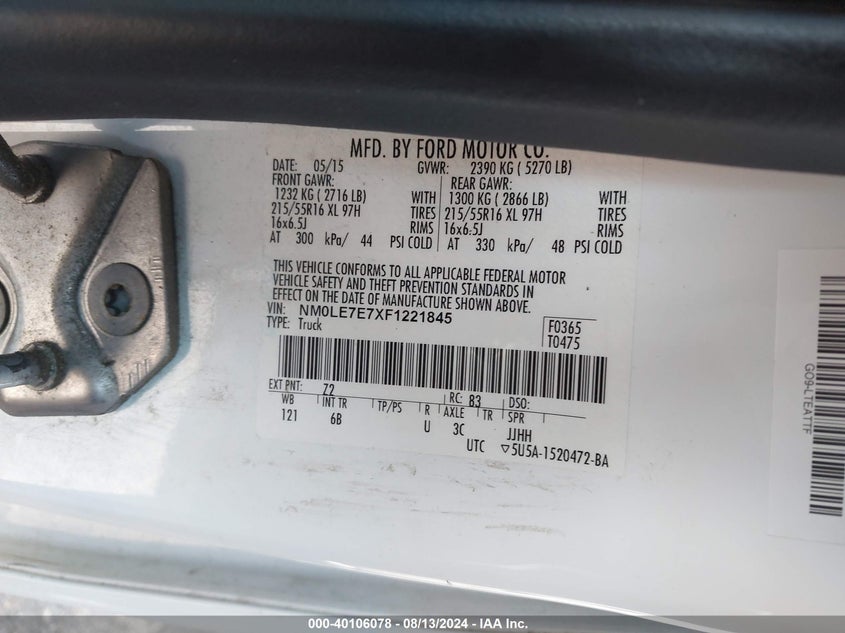 MFD. BY FORD MOTOR CO.
DATE: 05/15 GVWR: 2390 KG ( 5270 LB)
FRONT GAWR: REAR GAWR:
1232 KG ( 2716 LB) WITH 1300 KG ( 2866 LB) WITH
215/55R16 XL 97H TIRES 215/55R16 XL 97H TIRES
16x6.5J RIMS 16x6.5J RIMS
AT 300 kPa/ 44 PSI COLD AT 330 kPa/ 48 PSI COLD
THIS VEHICLE CONFORMS TO ALL APPLICABLE FEDERAL MOTOR
VEHICLE SAFETY AND THEFT PREVENTION STANDARDS IN
EFFECT ON THE DATE OF MANUFACTURE SHOWN ABOVE.
VIN: NM0LE7E7XF1221845
TYPE: Truck
F0365
T0475
EXT PNT: Z2 RC: 83 DSO:
WB INT TR TP/PS R AXLE TR SPR
121 6B U 3C JJHH
UTC ▽5U5A-1520472-BA
GO9-LTEATTF
000-40106078 - 08/13/2024 - IAA Inc.